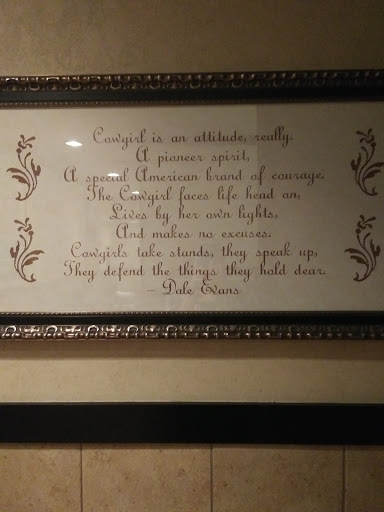 Cowgirl is an attitude, really.
A pioneer spirit,
A special American brand of courage.
The Cowgirl faces life head on,
Lives by her own lights,
And makes no excuses.
Cowgirls take stands, they speak up,
They defend the things they hold dear.
- Dale Evans